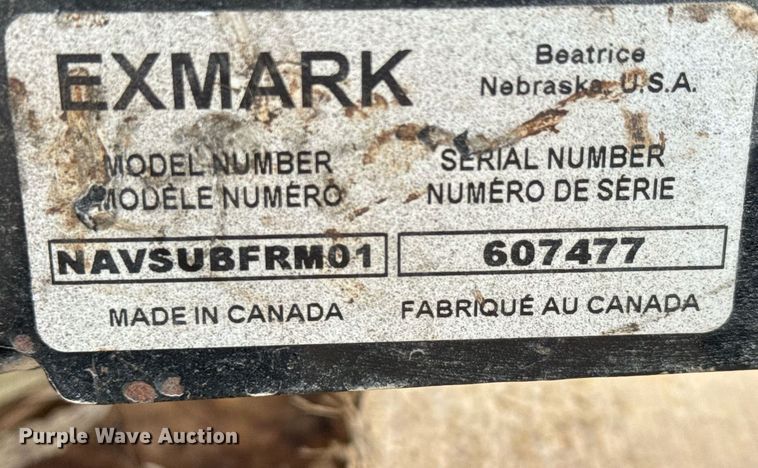 EXMARK
Beatrice
Nebraska, U.S.A.
MODEL NUMBER
MODÈLE NUMÉRO
SERIAL NUMBER
NUMÉRO DE SÉRIE
NAVSUBFRM01
607477
MADE IN CANADA
FABRIQUÉ AU CANADA
Purple Wave Auction